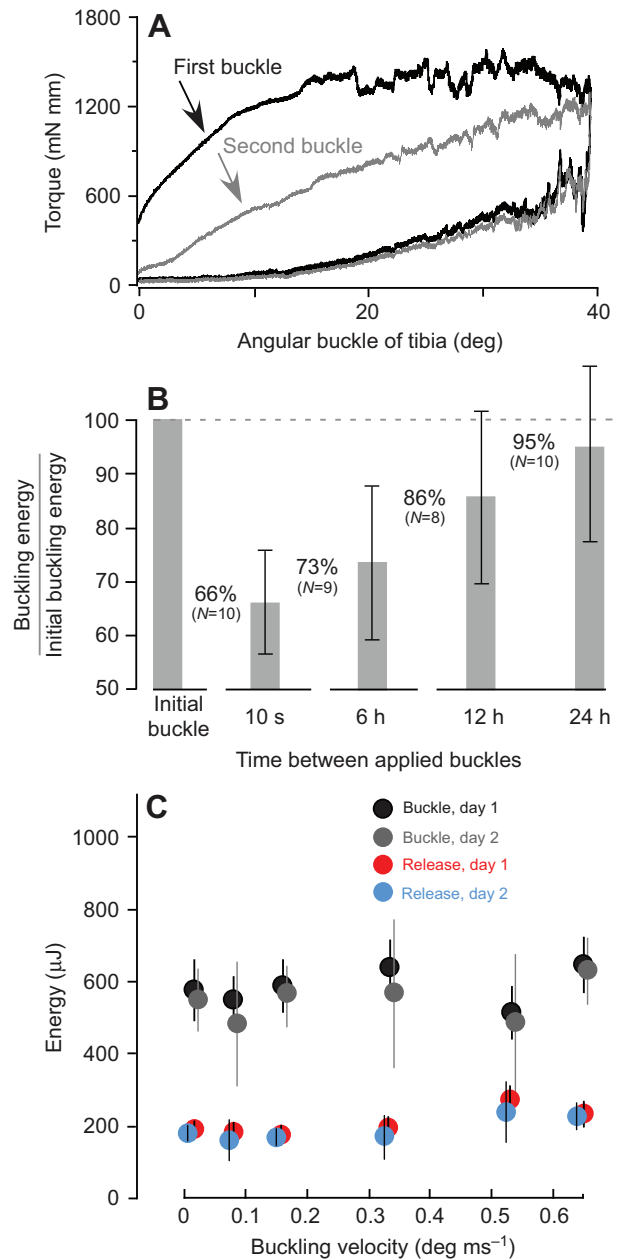 A
1800
1200
600
0
Torque (mN mm)
First buckle
Second buckle
0
20
40
Angular buckle of tibia (deg)
B
100
90
80
70
60
50
Buckling energy
Initial buckling energy
66%
(N=10)
73%
(N=9)
86%
(N=8)
95%
(N=10)
Initial
buckle
10 s
6 h
12 h
24 h
Time between applied buckles
C
Buckle, day 1
Buckle, day 2
Release, day 1
Release, day 2
1000
800
600
400
200
0
Energy (µJ)
0
0.1
0.2
0.3
0.4
0.5
0.6
Buckling velocity (deg ms⁻¹)